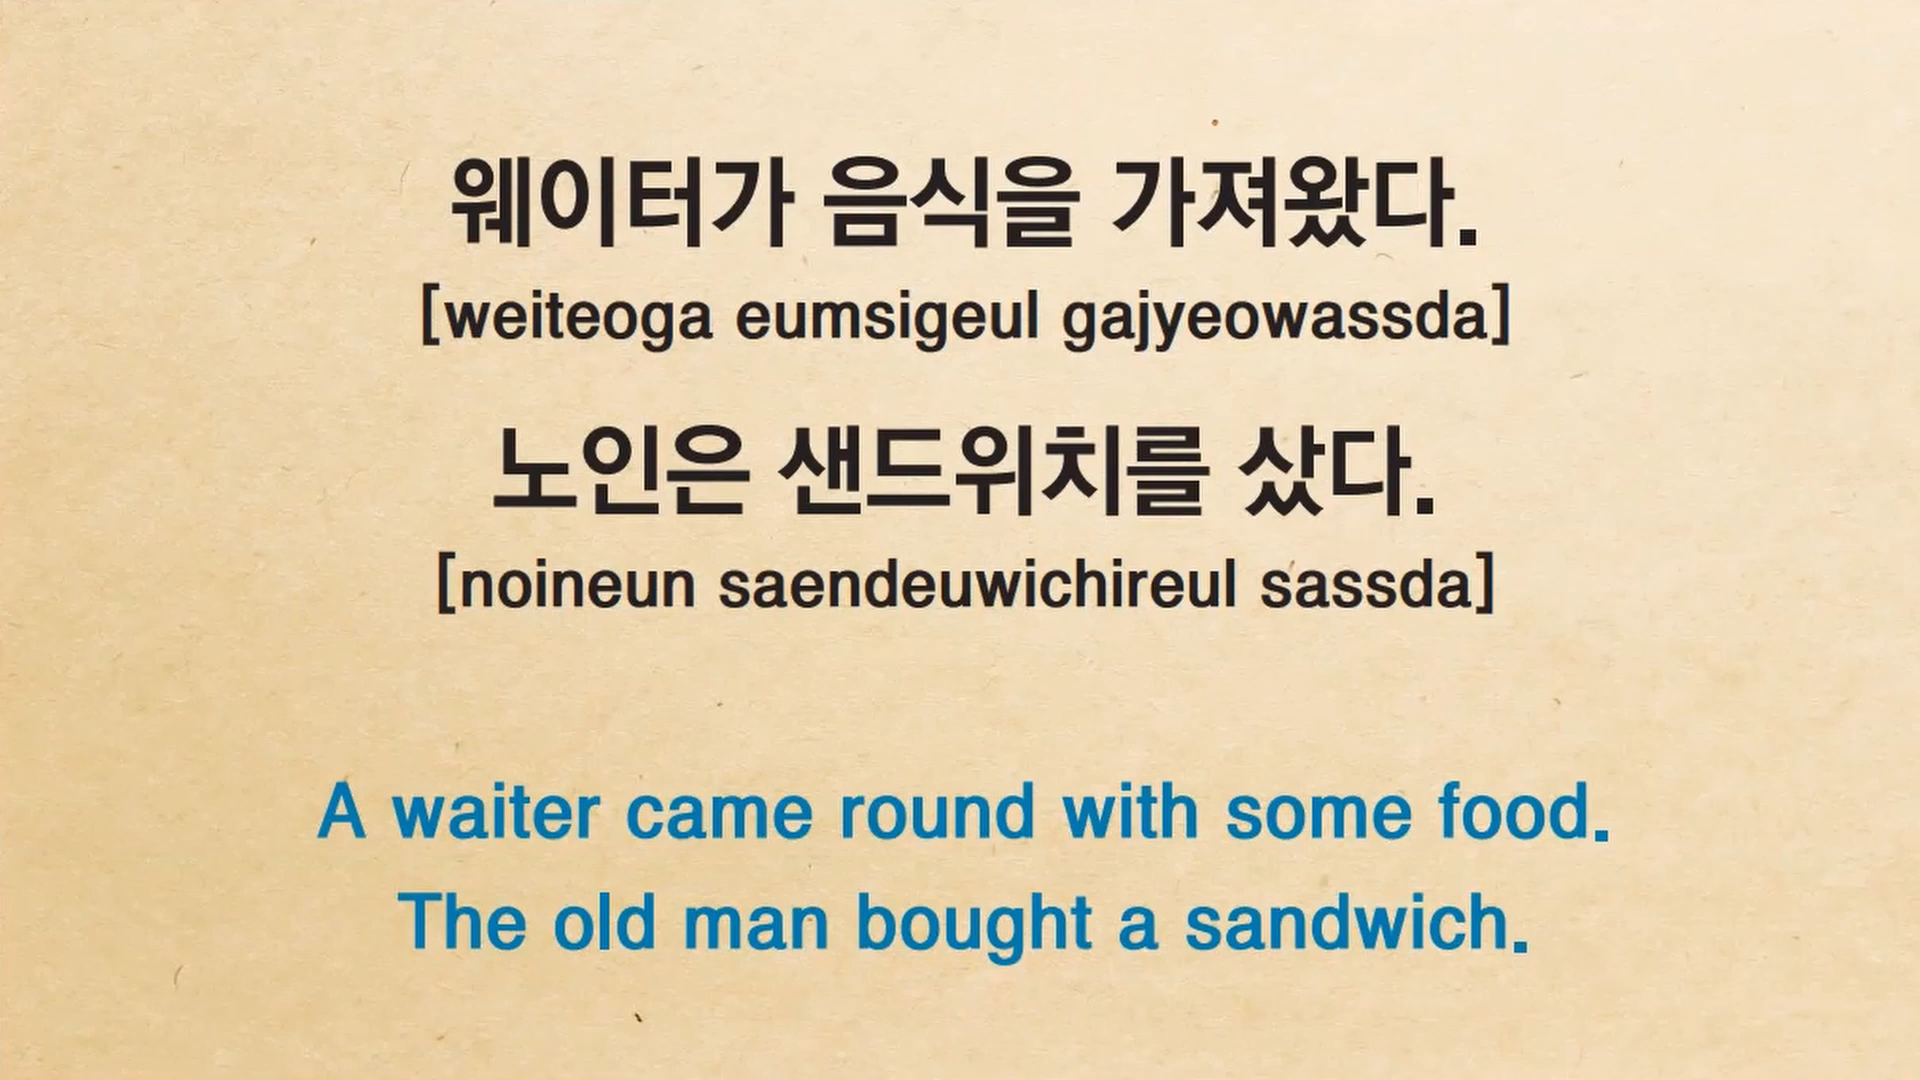 웨이터가 음식을 가져왔다.
[weiteoga eumsigeul gajyeowassda]
노인은 샌드위치를 샀다.
[noineun saendeuwichireul sassda]
A waiter came round with some food.
The old man bought a sandwich.